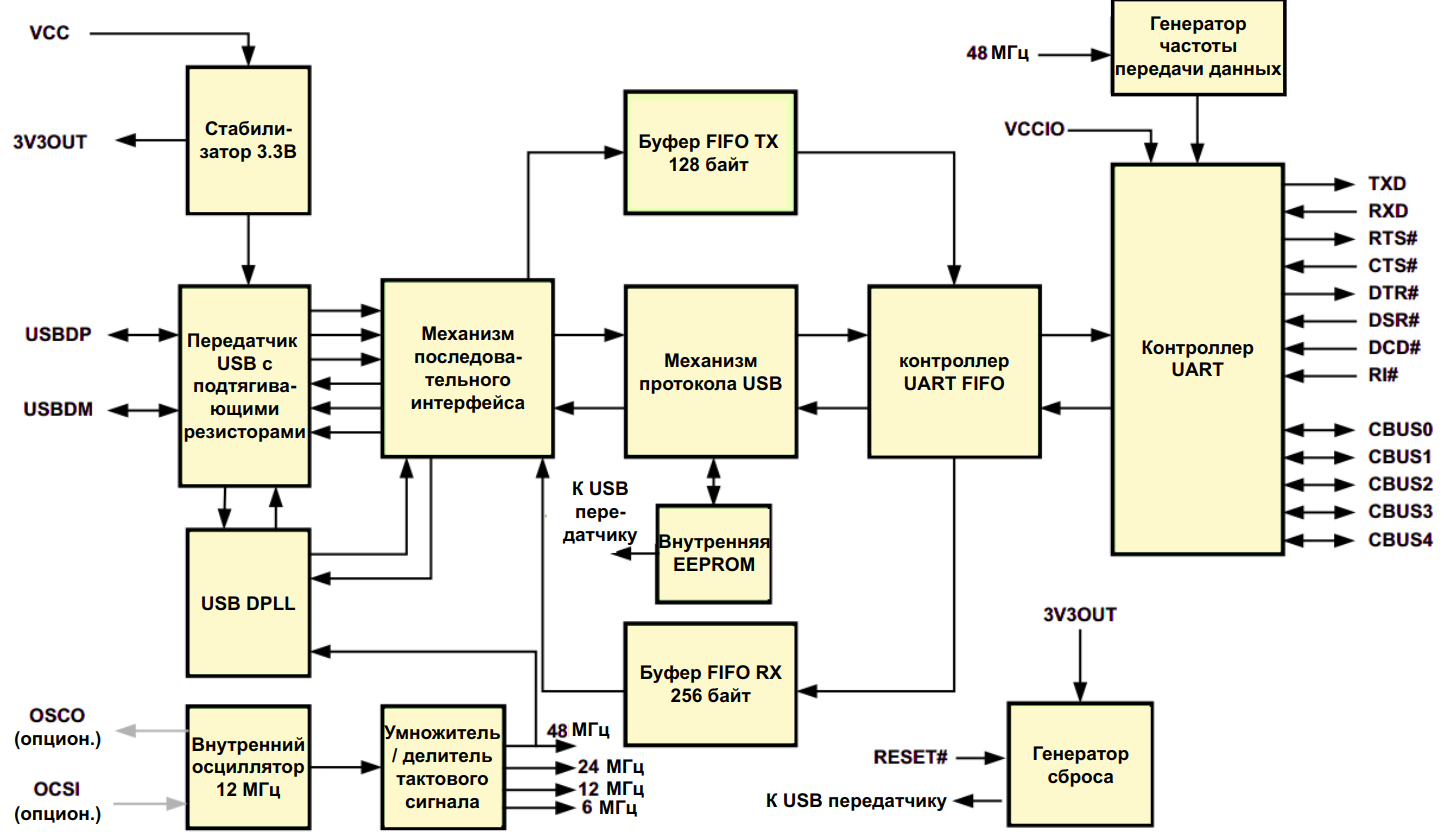 VCC
3V3OUT
Стабили-
затор 3.3В
USBDP
USBDM
Передатчик
USB с
подтягива-
ющими
резисторами
USB DPLL
OSCO
(опцион.)
OCSI
(опцион.)
Внутренний
осциллятор
12 МГц
Механизм
последова-
тельного
интерфейса
Умножитель
/ делитель
тактового
сигнала
48 МГц
24 МГц
12 МГц
6 МГц
Буфер FIFO TX
128 байт
Механизм
протокола USB
К USB
пере-
датчику
Внутренняя
EEPROM
Буфер FIFO RX
256 байт
контроллер
UART FIFO
48 МГц
Генератор
частоты
передачи данных
VCCIO
Контроллер
UART
TXD
RXD
RTS#
CTS#
DTR#
DSR#
DCD#
RI#
CBUS0
CBUS1
CBUS2
CBUS3
CBUS4
3V3OUT
RESET#
К USB передатчику
Генератор
сброса